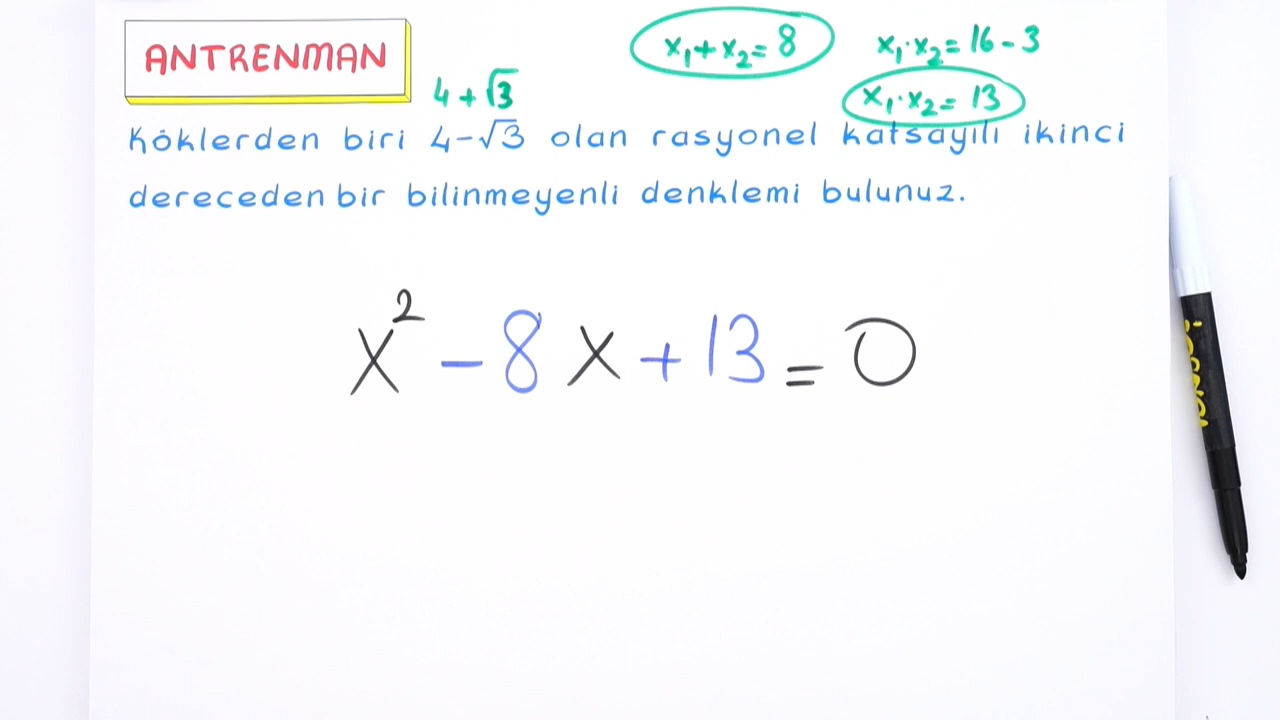 ANTRENMAN
x₁+x₂=8
x₁·x₂=16-3
4+√3
x₁·x₂=13
Köklerden biri 4-√3 olan rasyonel katsayılı ikinci
dereceden bir bilinmeyenli denklemi bulunuz.
x²-8x+13=0